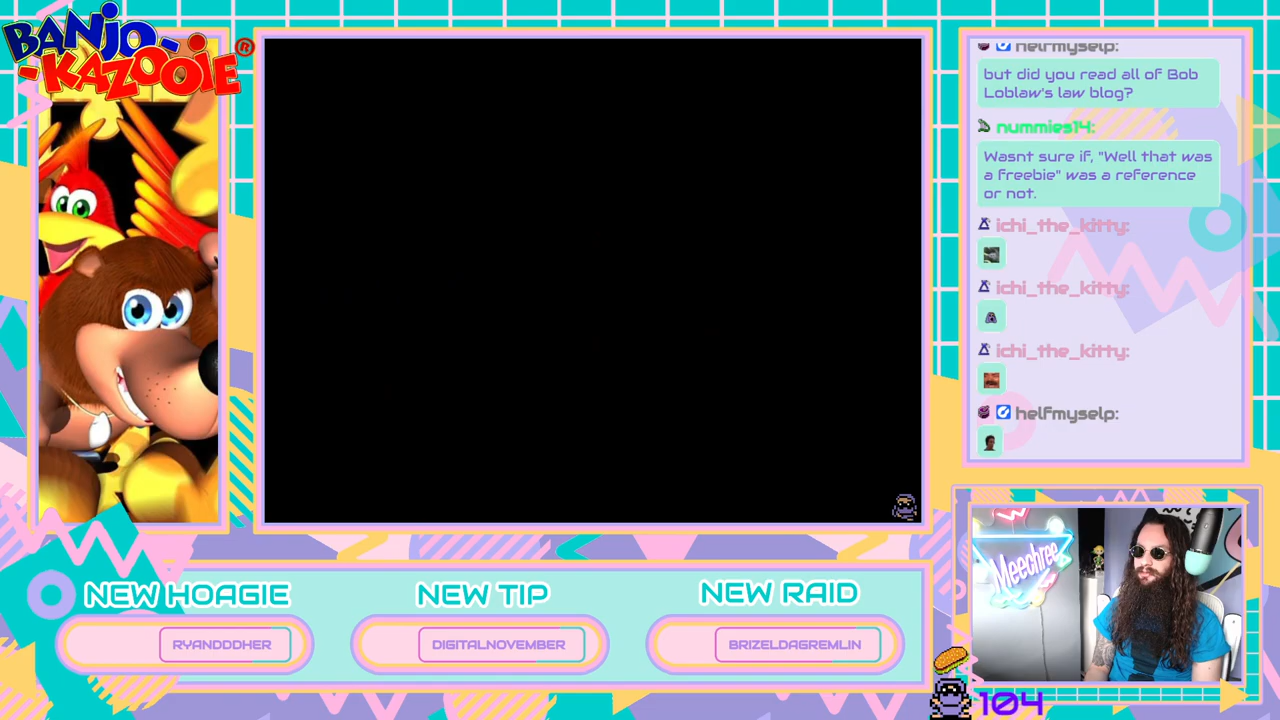 BANJO-
-KAZOOIE®
helfmyselp:
but did you read all of Bob
Loblaw's law blog?
nummies14:
Wasnt sure if, "Well that was
a freebie" was a reference
or not.
ichi_the_kitty:
ichi_the_kitty:
ichi_the_kitty:
helfmyselp:
Meechree
NEW HOAGIE
NEW TIP
NEW RAID
RYANDDDHER
DIGITALNOVEMBER
BRIZELDAGREMLIN
104